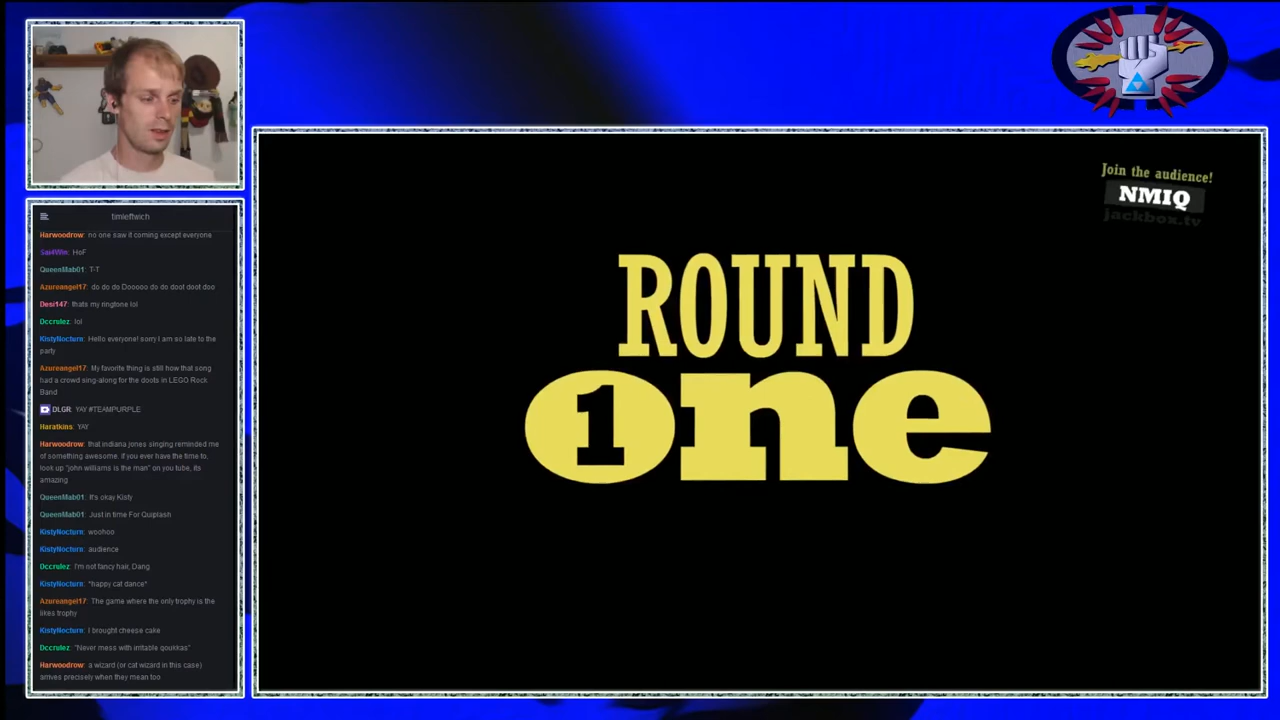 timleftwich
Harwoodrow: no one saw it coming except everyone
HoF
QueenMab01: T-T
Azureangel17: do do do Dooooo do do doot doot doo
Desi147: thats my ringtone lol
Dccrulez: lol
KistyNocturn: Hello everyone! sorry I am so late to the
party
Azureangel17: My favorite thing is still how that song
had a crowd sing-along for the doots in LEGO Rock
Band
DLGR: YAY #TEAMPURPLE
Haratkins: YAY
Harwoodrow: that indiana jones singing reminded me
of something awesome. if you ever have the time to,
look up "john williams is the man" on you tube, its
amazing
QueenMab01: It's okay Kisty
QueenMab01: Just in time For Quiplash
KistyNocturn: woohoo
KistyNocturn: audience
Dccrulez: I'm not fancy hair, Dang
KistyNocturn: *happy cat dance*
Azureangel17: The game where the only trophy is the
likes trophy
KistyNocturn: I brought cheese cake
Dccrulez: "Never mess with irritable qoukkas"
Harwoodrow: a wizard (or cat wizard in this case)
arrives precisely when they mean too
Join the audience!
NMIQ
jackbox.tv
ROUND
1ne